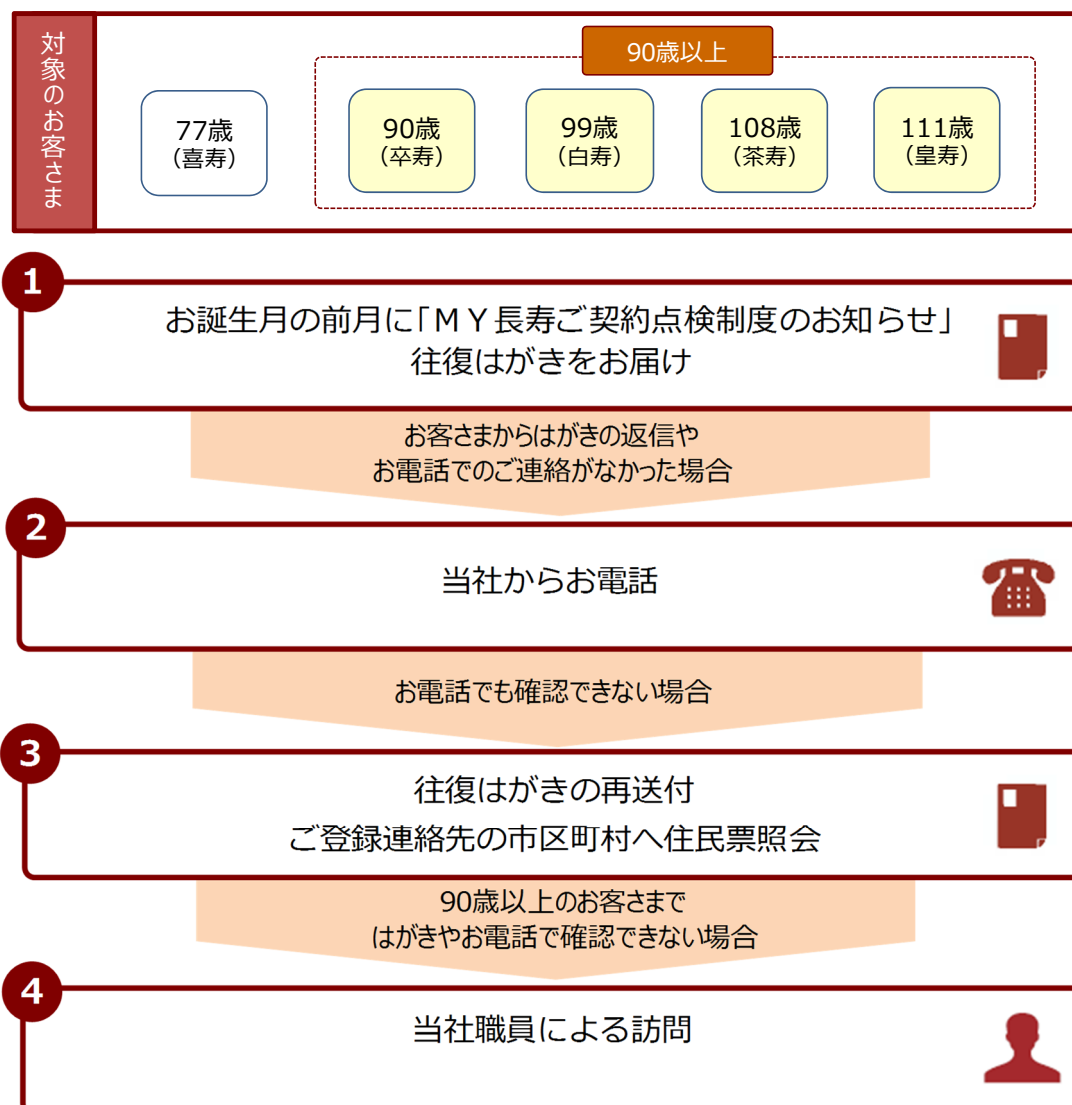 対象のお客さま
90歳以上
77歳
（喜寿）
90歳
（卒寿）
99歳
（白寿）
108歳
（茶寿）
111歳
（皇寿）
1
お誕生月の前月に「ＭＹ長寿ご契約点検制度のお知らせ」
往復はがきをお届け
お客さまからはがきの返信や
お電話でのご連絡がなかった場合
2
当社からお電話
お電話でも確認できない場合
3
往復はがきの再送付
ご登録連絡先の市区町村へ住民票照会
90歳以上のお客さまで
はがきやお電話で確認できない場合
4
当社職員による訪問